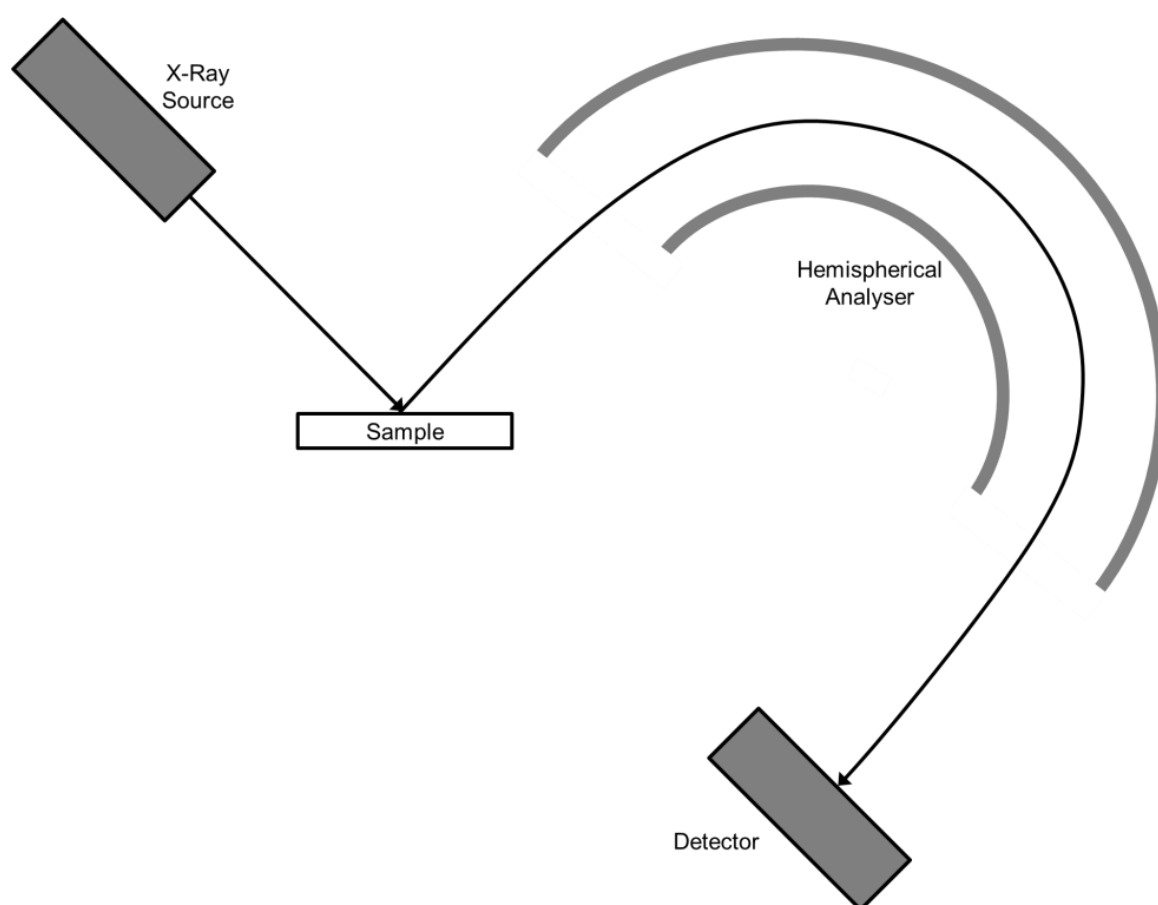 X-Ray
Source
Hemispherical
Analyser
Sample
Detector